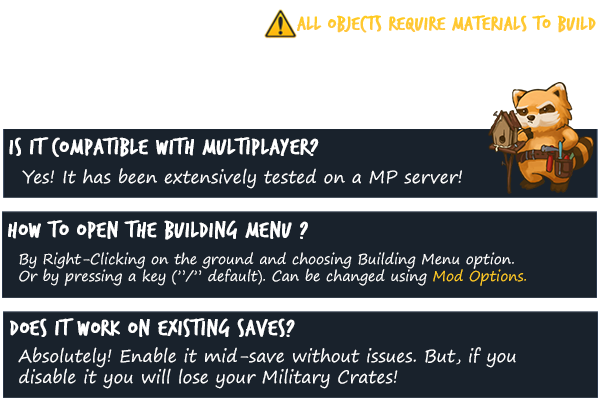 ALL OBJECTS REQUIRE MATERIALS TO BUILD
IS IT COMPATIBLE WITH MULTIPLAYER?
Yes! It has been extensively tested on a MP server!
HOW TO OPEN THE BUILDING MENU ?
By Right-Clicking on the ground and choosing Building Menu option.
Or by pressing a key ("/" default). Can be changed using Mod Options.
DOES IT WORK ON EXISTING SAVES?
Absolutely! Enable it mid-save without issues. But, if you
disable it you will lose your Military Crates!